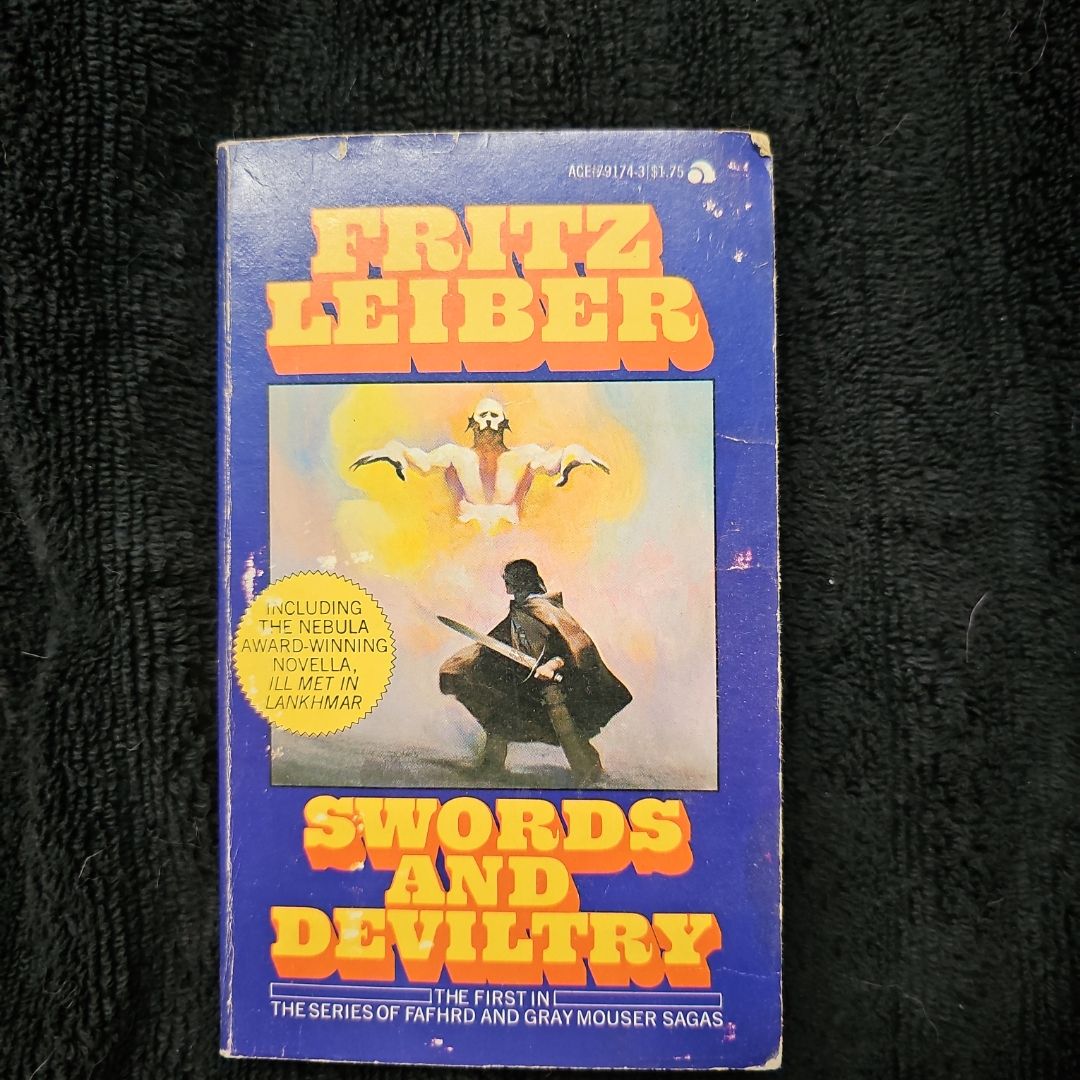 ACE 79174-3 $1.75
FRITZ
LEIBER
INCLUDING
THE NEBULA
AWARD-WINNING
NOVELLA,
ILL MET IN
LANKHMAR
SWORDS
AND
DEVILTRY
THE FIRST IN
THE SERIES OF FAFHRD AND GRAY MOUSER SAGAS